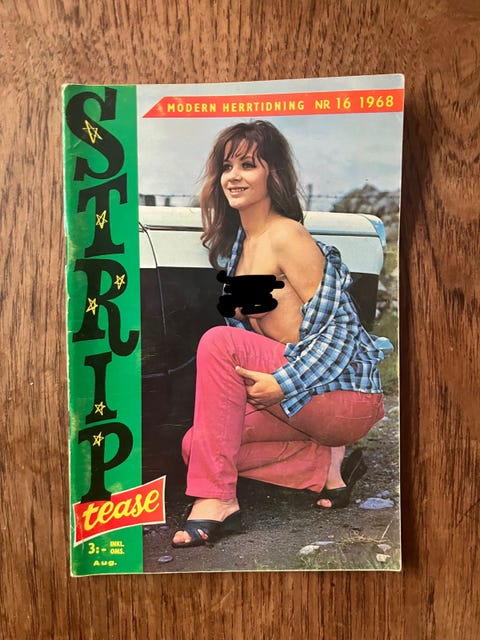 MODERN HERRTIDNING NR 16 1968
STRIP
tease
3:- INKL.
OMS.
Aug.